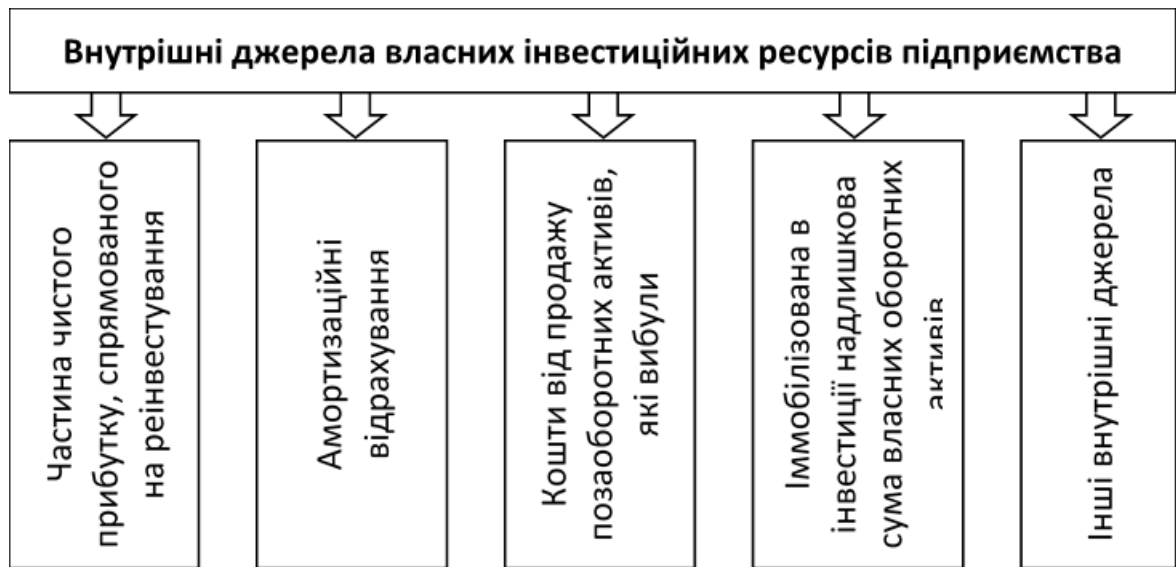 Внутрішні джерела власних інвестиційних ресурсів підприємства
Частина чистого
прибутку, спрямованого
на реінвестування
Амортизаційні
відрахування
Кошти від продажу
позаоборотних активів,
які вибули
Іммобілізована в
інвестиції надлишкова
сума власних оборотних
активів
Інші внутрішні джерела